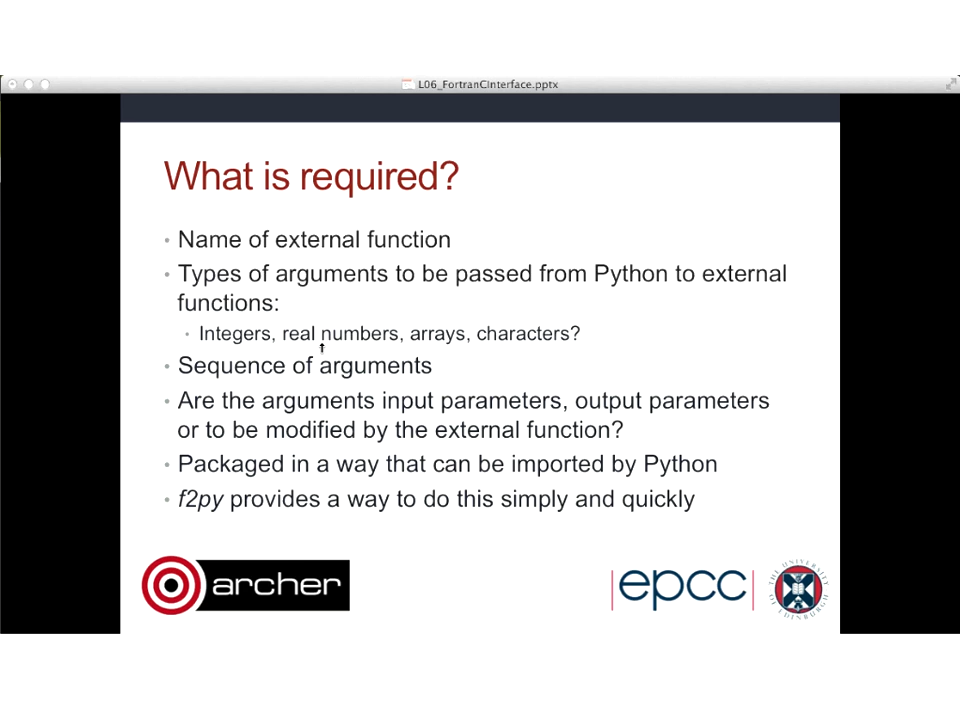 L06_FortranCInterface.pptx
What is required?
• Name of external function
• Types of arguments to be passed from Python to external
functions:
• Integers, real numbers, arrays, characters?
• Sequence of arguments
• Are the arguments input parameters, output parameters
or to be modified by the external function?
• Packaged in a way that can be imported by Python
• f2py provides a way to do this simply and quickly
archer
epcc
THE UNIVERSITY
OF EDINBURGH